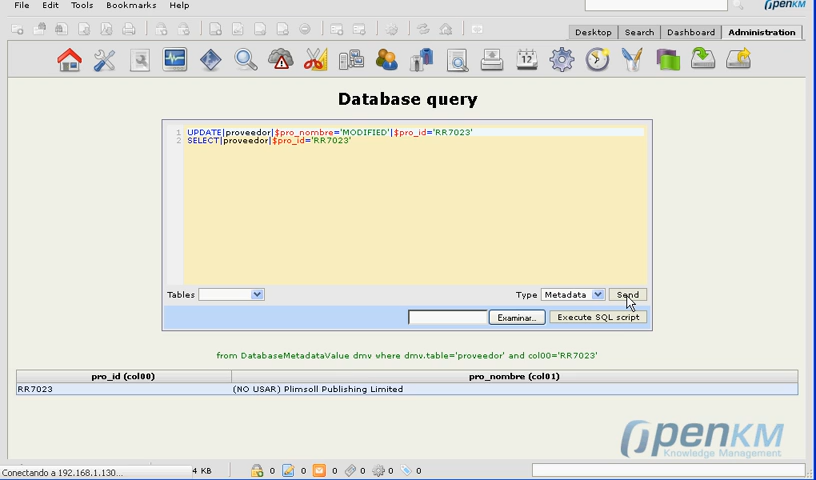 File Edit Tools Bookmarks Help
OpenKM
Desktop Search Dashboard Administration
12
Database query
1 UPDATE|proveedor|$pro_nombre='MODIFIED'|$pro_id='RR7023'
2 SELECT|proveedor|$pro_id='RR7023'
Tables Type Metadata Send
Examinar... Execute SQL script
from DatabaseMetadataValue dmv where dmv.table='proveedor' and col00='RR7023'
pro_id (col00) pro_nombre (col01)
RR7023 (NO USAR) Plimsoll Publishing Limited
OpenKM
Knowledge Management
Conectando a 192.168.1.130... 4 KB 0 0 0 0 0 0